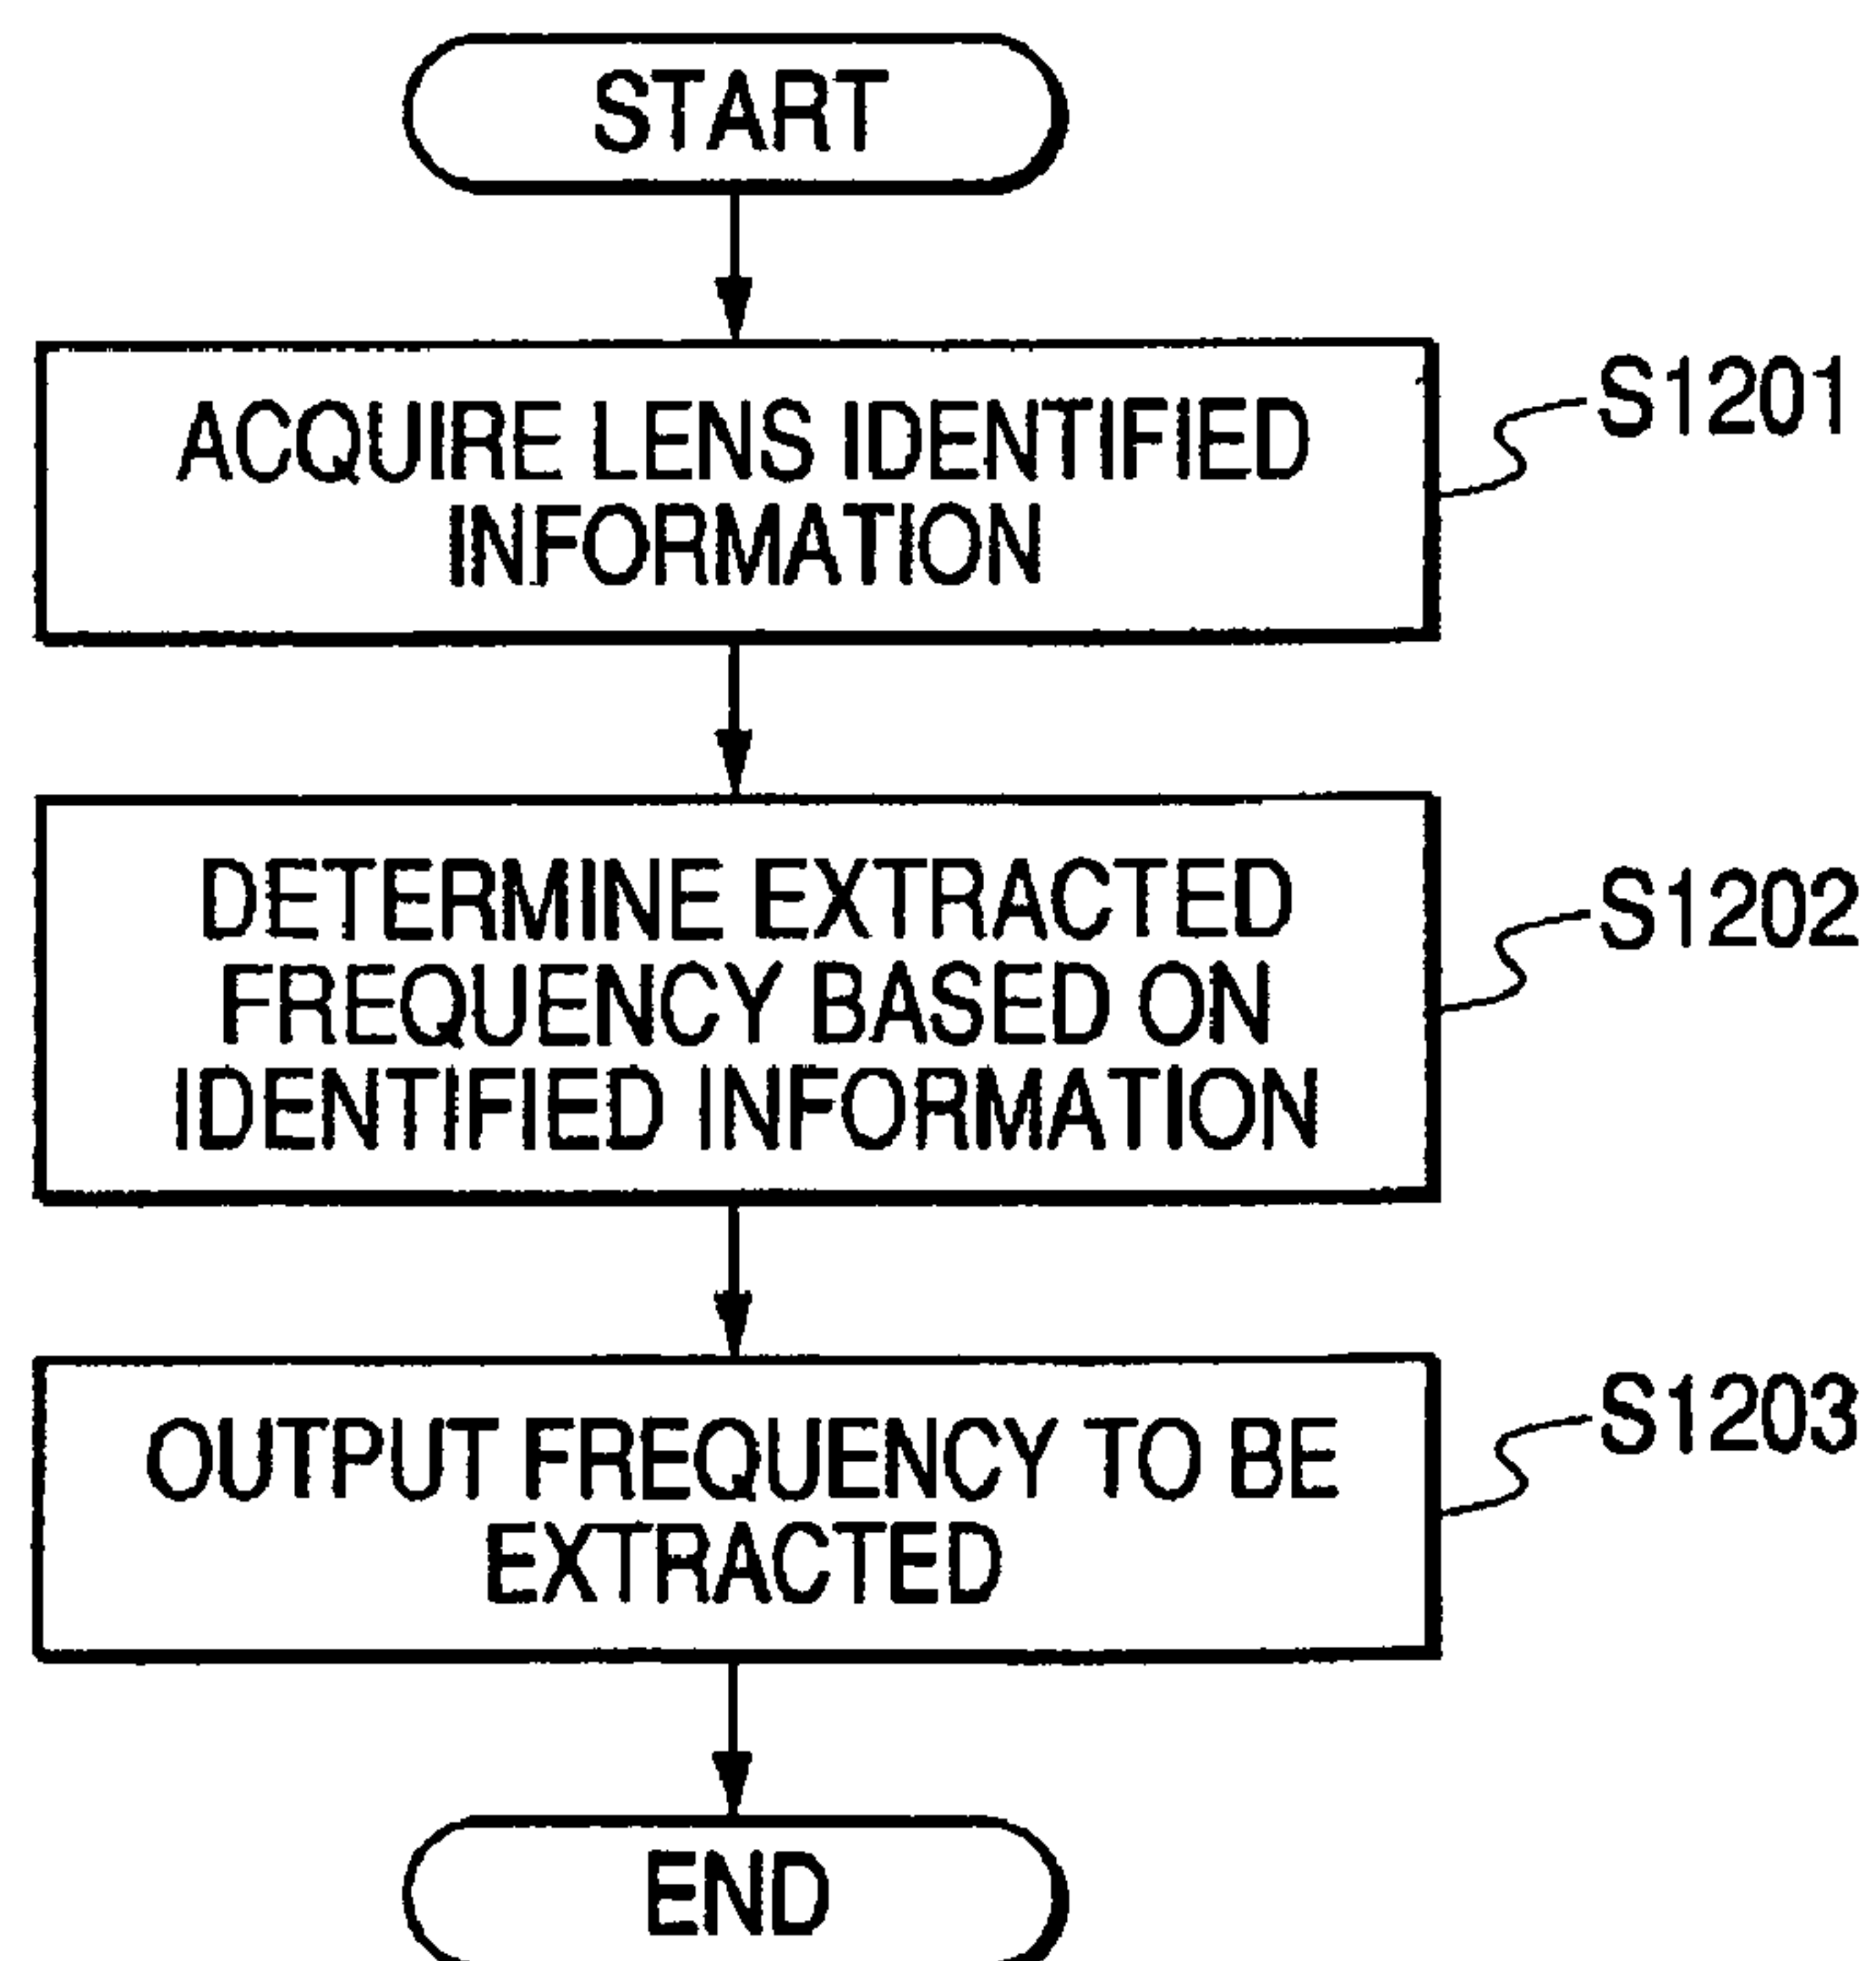 START
ACQUIRE LENS IDENTIFIED
INFORMATION
S1201
DETERMINE EXTRACTED
FREQUENCY BASED ON
IDENTIFIED INFORMATION
S1202
OUTPUT FREQUENCY TO BE
EXTRACTED
S1203
END